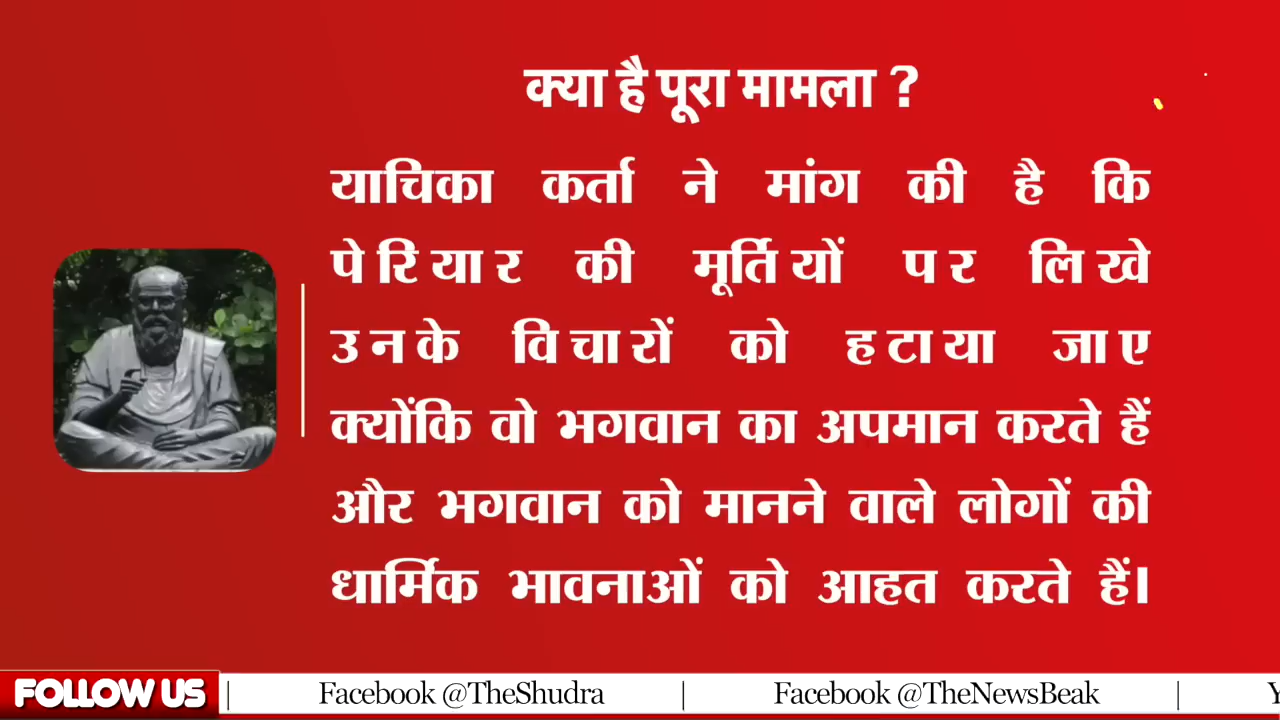 क्या है पूरा मामला ?
याचिका कर्ता ने मांग की है कि
पेरियार की मूर्तियों पर लिखे
उनके विचारों को हटाया जाए
क्योंकि वो भगवान का अपमान करते हैं
और भगवान को मानने वाले लोगों की
धार्मिक भावनाओं को आहत करते हैं।
FOLLOW US | Facebook @TheShudra | Facebook @TheNewsBeak |